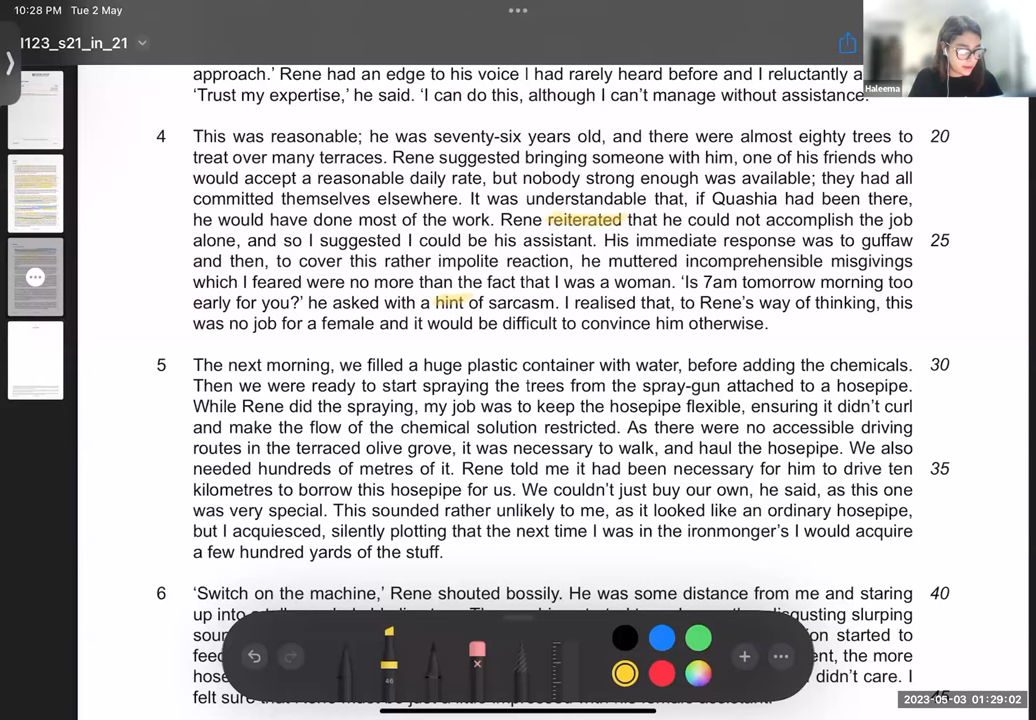 10:28 PM Tue 2 May
l123_s21_in_21
Haleema
approach.’ Rene had an edge to his voice I had rarely heard before and I reluctantly a
‘Trust my expertise,’ he said. ‘I can do this, although I can’t manage without assistance.
4 This was reasonable; he was seventy-six years old, and there were almost eighty trees to 20
treat over many terraces. Rene suggested bringing someone with him, one of his friends who
would accept a reasonable daily rate, but nobody strong enough was available; they had all
committed themselves elsewhere. It was understandable that, if Quashia had been there,
he would have done most of the work. Rene reiterated that he could not accomplish the job
alone, and so I suggested I could be his assistant. His immediate response was to guffaw 25
and then, to cover this rather impolite reaction, he muttered incomprehensible misgivings
which I feared were no more than the fact that I was a woman. ‘Is 7am tomorrow morning too
early for you?’ he asked with a hint of sarcasm. I realised that, to Rene’s way of thinking, this
was no job for a female and it would be difficult to convince him otherwise.
5 The next morning, we filled a huge plastic container with water, before adding the chemicals. 30
Then we were ready to start spraying the trees from the spray-gun attached to a hosepipe.
While Rene did the spraying, my job was to keep the hosepipe flexible, ensuring it didn’t curl
and make the flow of the chemical solution restricted. As there were no accessible driving
routes in the terraced olive grove, it was necessary to walk, and haul the hosepipe. We also
needed hundreds of metres of it. Rene told me it had been necessary for him to drive ten 35
kilometres to borrow this hosepipe for us. We couldn’t just buy our own, he said, as this one
was very special. This sounded rather unlikely to me, as it looked like an ordinary hosepipe,
but I acquiesced, silently plotting that the next time I was in the ironmonger’s I would acquire
a few hundred yards of the stuff.
6 ‘Switch on the machine,’ Rene shouted bossily. He was some distance from me and staring 40
up into
sour on started to
feed ent, the more
hose didn’t care. I
felt sure
46
2023-05-03 01:29:02